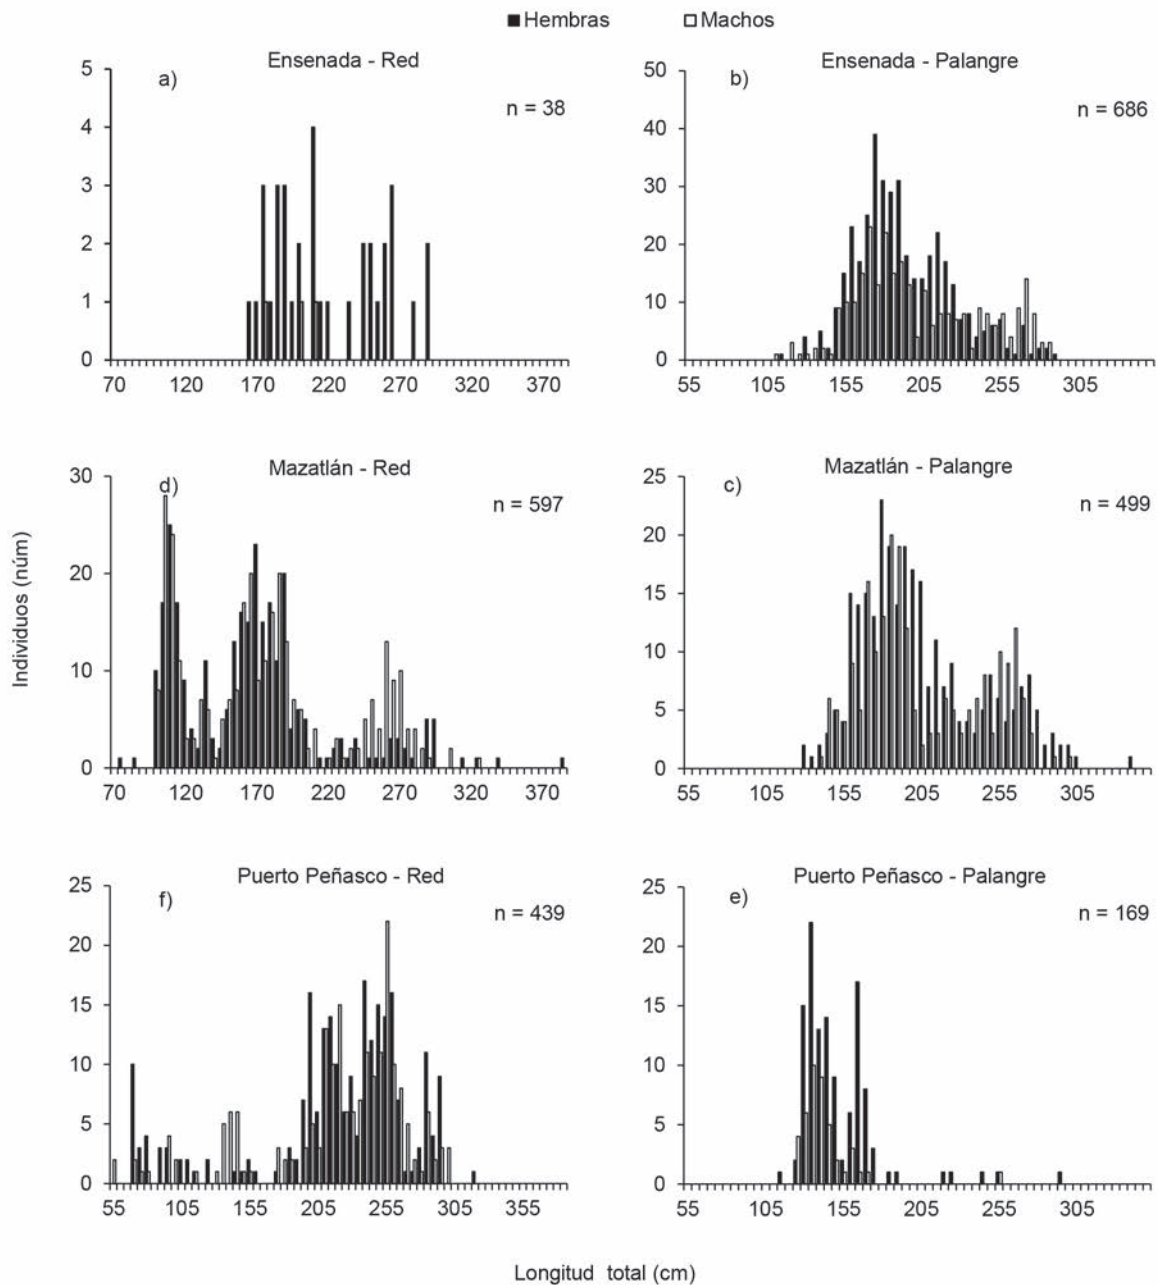 Hembras Machos
Ensenada - Red
a)
n = 38
5
4
3
2
1
0
70 120 170 220 270 320 370
Ensenada - Palangre
b)
n = 686
50
40
30
20
10
0
55 105 155 205 255 305
Individuos (núm)
Mazatlán - Red
d)
n = 597
30
20
10
0
70 120 170 220 270 320 370
Mazatlán - Palangre
c)
n = 499
25
20
15
10
5
0
55 105 155 205 255 305
Puerto Peñasco - Red
f)
n = 439
25
20
15
10
5
0
55 105 155 205 255 305 355
Puerto Peñasco - Palangre
e)
n = 169
25
20
15
10
5
0
55 105 155 205 255 305
Longitud total (cm)